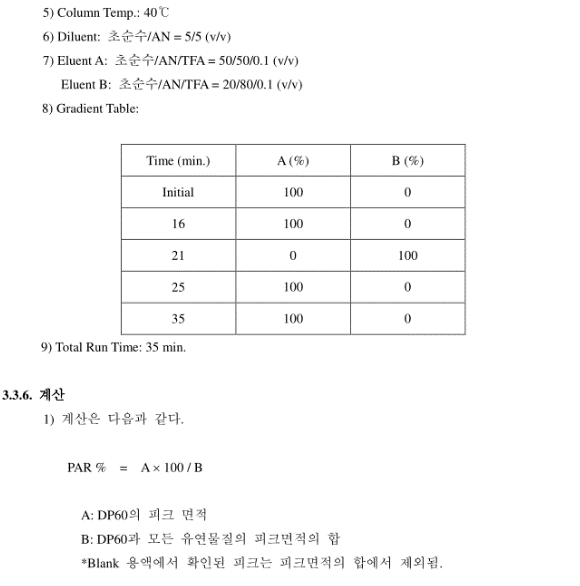 5) Column Temp.: 40℃
6) Diluent: 초순수/AN = 5/5 (v/v)
7) Eluent A: 초순수/AN/TFA = 50/50/0.1 (v/v)
Eluent B: 초순수/AN/TFA = 20/80/0.1 (v/v)
8) Gradient Table:
Time (min.) A (%) B (%)
Initial 100 0
16 100 0
21 0 100
25 100 0
35 100 0
9) Total Run Time: 35 min.
3.3.6. 계산
1) 계산은 다음과 같다.
PAR % = A × 100 / B
A: DP60의 피크 면적
B: DP60과 모든 유연물질의 피크면적의 합
*Blank 용액에서 확인된 피크는 피크면적의 합에서 제외됨.